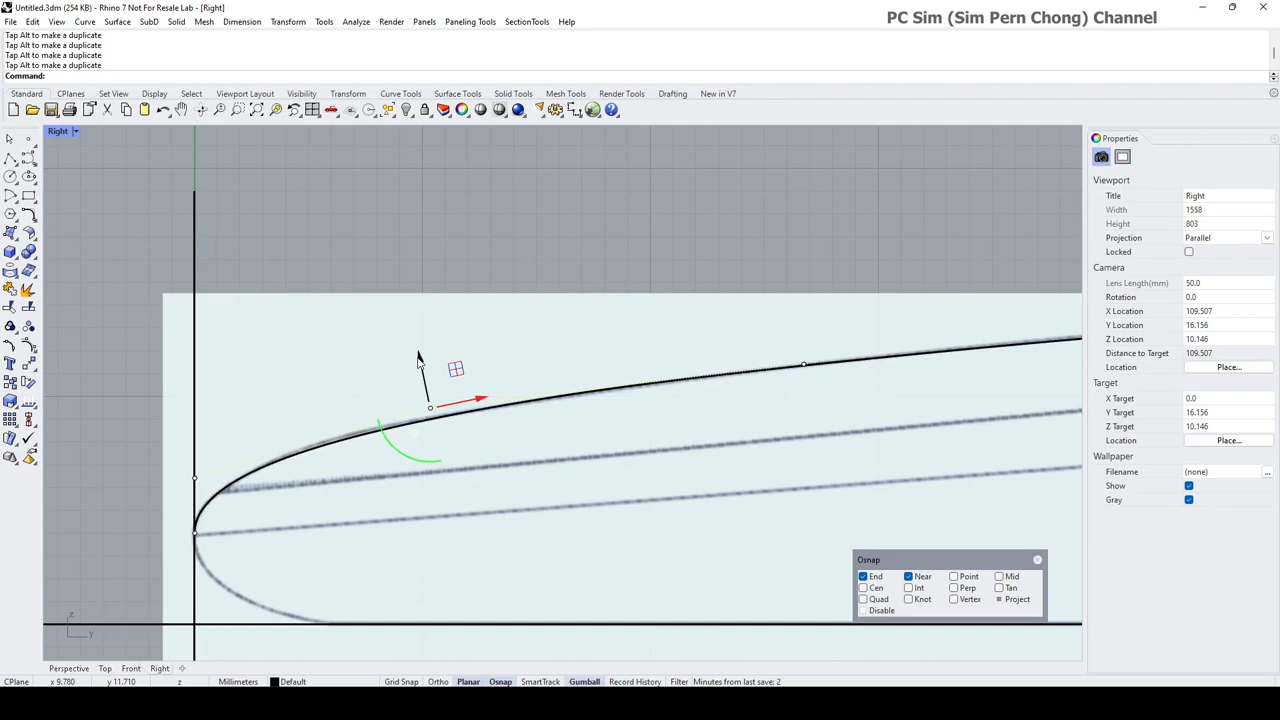 Untitled.3dm (254 KB) - Rhino 7 Not For Resale Lab - [Right]
PC Sim (Sim Pern Chong) Channel
File Edit View Curve Surface SubD Solid Mesh Dimension Transform Tools Analyze Render Panels Paneling Tools SectionTools Help
Tap Alt to make a duplicate
Tap Alt to make a duplicate
Tap Alt to make a duplicate
Tap Alt to make a duplicate
Command:
Standard CPlanes Set View Display Select Viewport Layout Visibility Transform Curve Tools Surface Tools Solid Tools Mesh Tools Render Tools Drafting New in V7
Right
Properties
Viewport
Title Right
Width 1558
Height 803
Projection Parallel
Locked
Camera
Lens Length(mm) 50.0
Rotation 0.0
X Location 109.507
Y Location 16.156
Z Location 10.146
Distance to Target 109.507
Location Place...
Target
X Target 0.0
Y Target 16.156
Z Target 10.146
Location Place...
Wallpaper
Filename (none) ...
Show
Gray
Osnap
End Near Point Mid
Cen Int Perp Tan
Quad Knot Vertex Project
Disable
z
y
Perspective Top Front Right
CPlane x 9.780 y 11.710 z Millimeters Default Grid Snap Ortho Planar Osnap SmartTrack Gumball Record History Filter Minutes from last save: 2